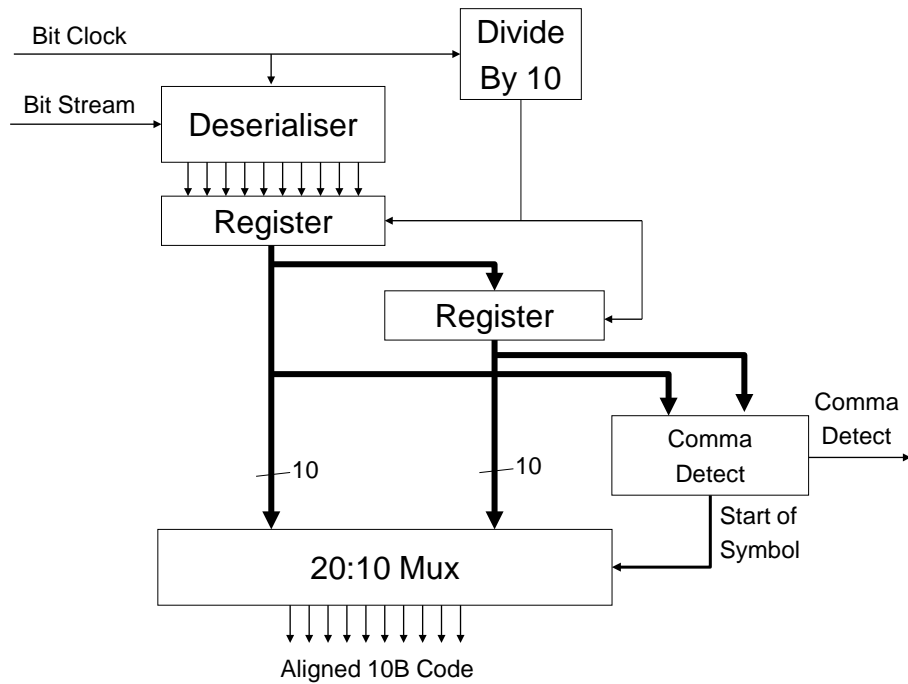 Bit Clock
Divide
By 10
Bit Stream
Deserialiser
Register
Register
Comma
Detect
Comma
Detect
10
10
Start of
Symbol
20:10 Mux
Aligned 10B Code